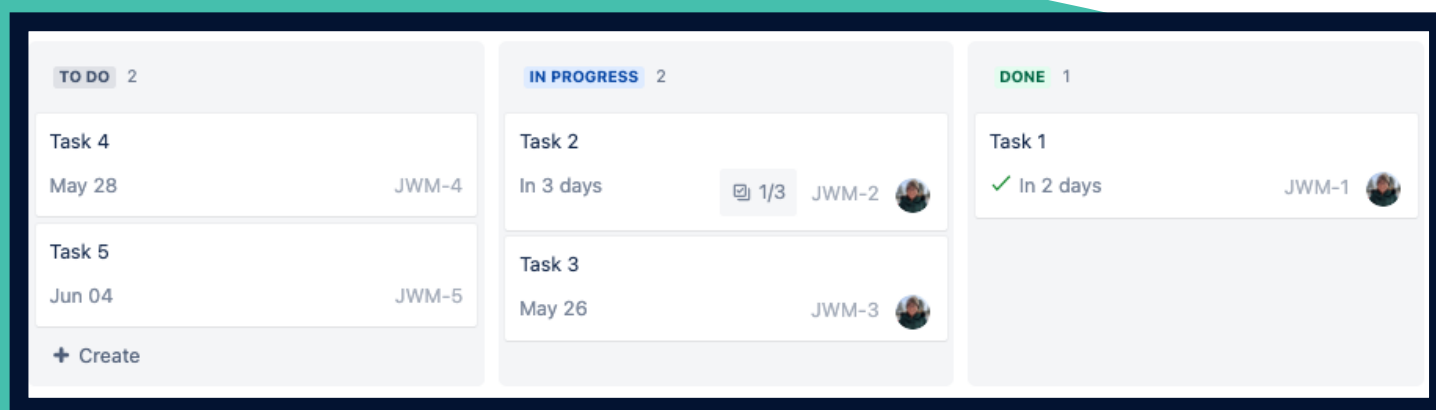 TO DO 2
Task 4
May 28 JWM-4
Task 5
Jun 04 JWM-5
+ Create
IN PROGRESS 2
Task 2
In 3 days 1/3 JWM-2
Task 3
May 26 JWM-3
DONE 1
Task 1
In 2 days JWM-1